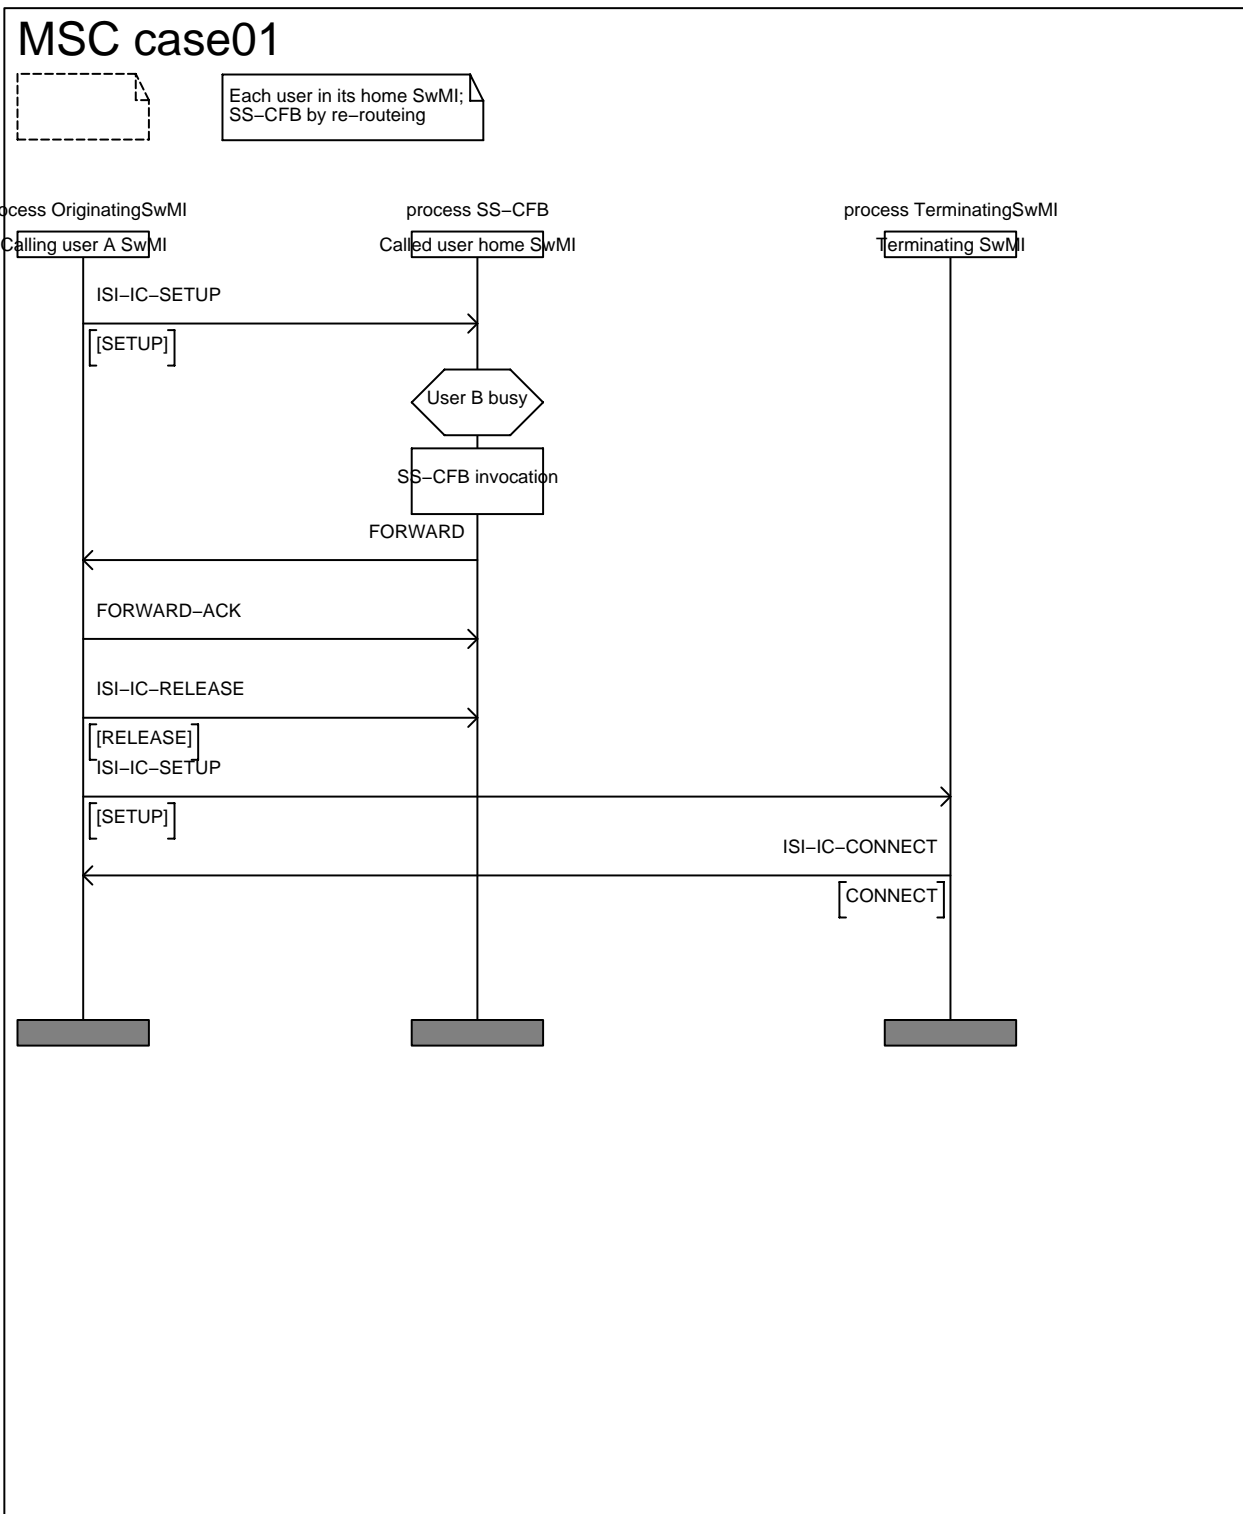 MSC case01
Each user in its home SwMI;
SS−CFB by re−routeing
ocess OriginatingSwMI
process SS−CFB
process TerminatingSwMI
Calling user A SwMI
Called user home SwMI
Terminating SwMI
ISI−IC−SETUP
[SETUP]
User B busy
SS−CFB invocation
FORWARD
FORWARD−ACK
ISI−IC−RELEASE
[RELEASE]
ISI−IC−SETUP
[SETUP]
ISI−IC−CONNECT
CONNECT